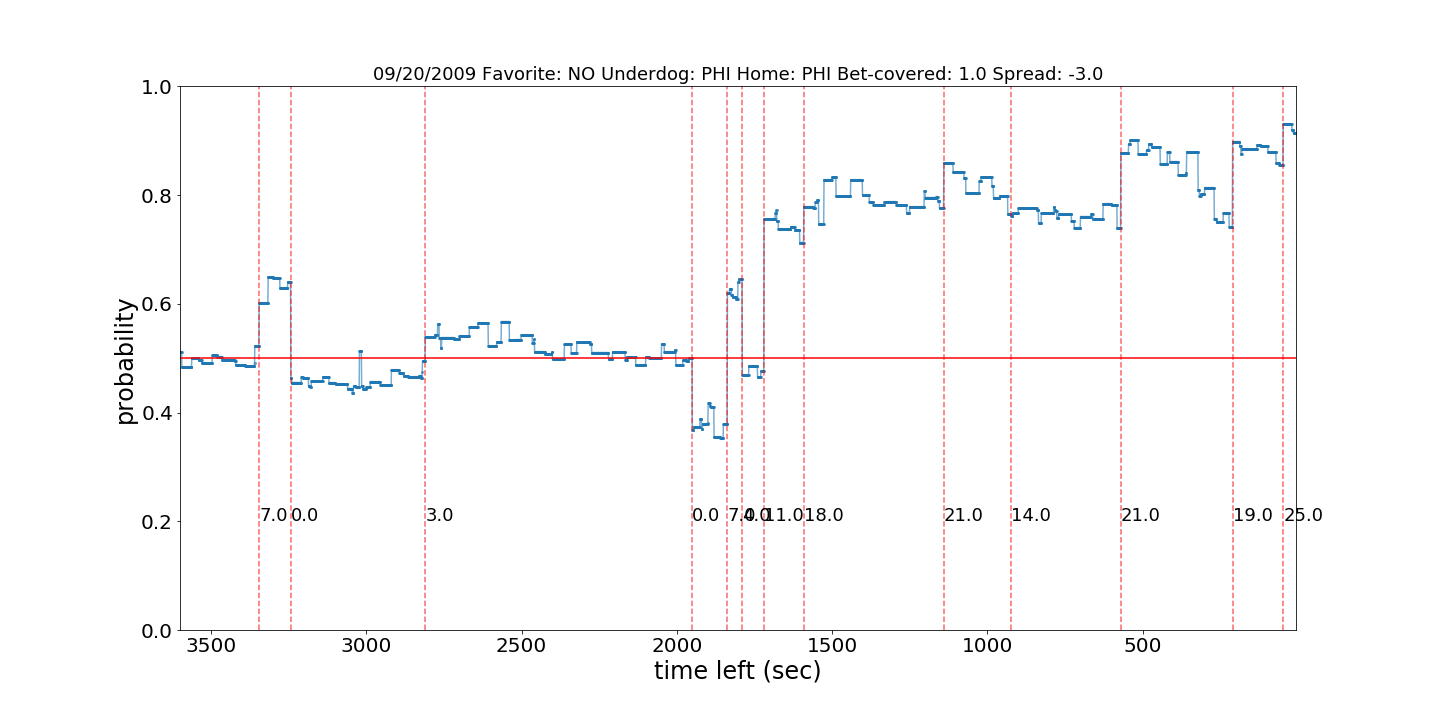 09/20/2009 Favorite: NO Underdog: PHI Home: PHI Bet-covered: 1.0 Spread: -3.0
probability
1.0
0.8
0.6
0.4
0.2
0.0
7.0 0.0 3.0 0.0 7.0 4.0 11.0 18.0 21.0 14.0 21.0 19.0 25.0
3500 3000 2500 2000 1500 1000 500
time left (sec)